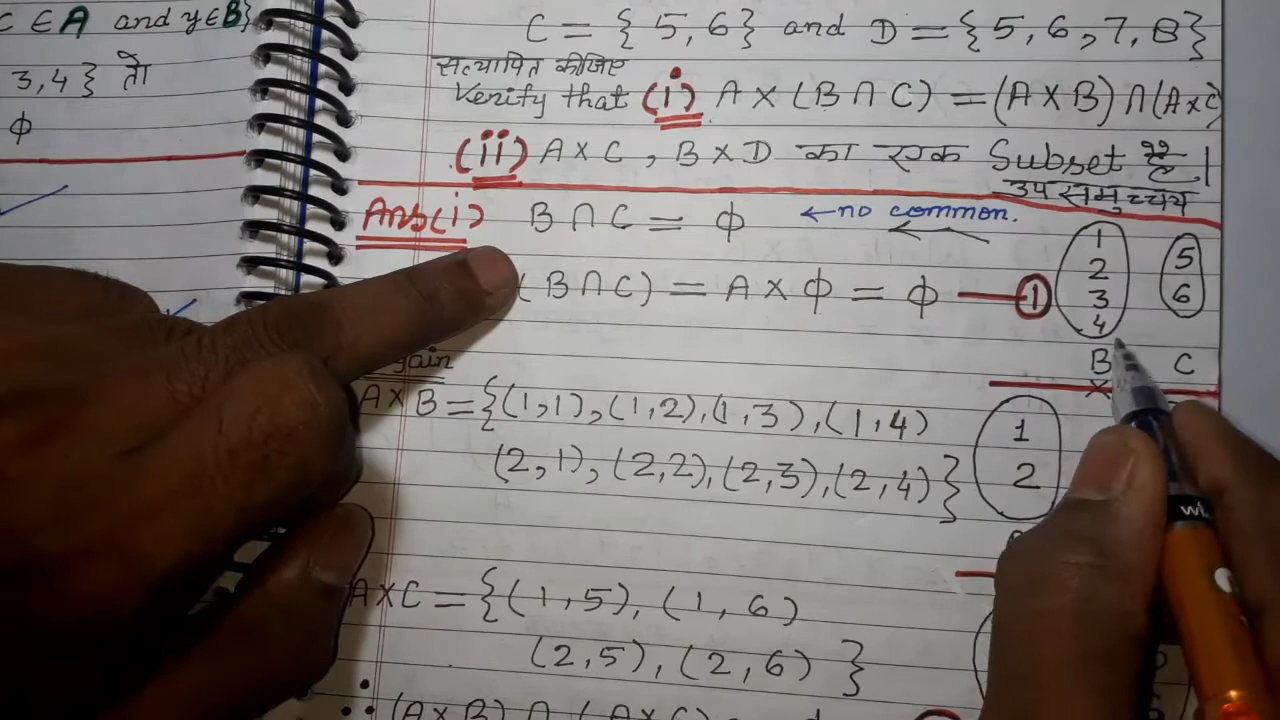 C ∈ A and y ∈ B}
3,4} तो
ϕ
C = {5,6} and D = {5,6,7,8}
सत्यापित कीजिए
Verify that (i) A×(B∩C) = (A×B)∩(A×C)
(ii) A×C, B×D का एक Subset है।
उपसमुच्चय
Ans(i) B∩C = ϕ ← no common.
(B∩C) = A×ϕ = ϕ — ①
1
2
3
4
B
5
6
C
×
gain
A×B = {(1,1),(1,2),(1,3),(1,4)
(2,1),(2,2),(2,3),(2,4)}
1
2
A×C = {(1,5),(1,6)
(2,5),(2,6)}
∴ (A×B)∩(A×C)